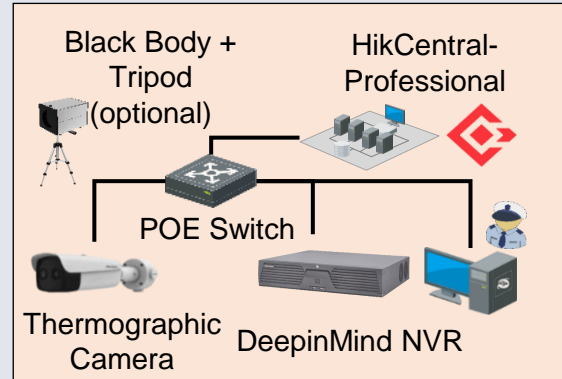 Black Body +
Tripod
(optional)
HikCentral-
Professional
POE Switch
Thermographic
Camera
DeepinMind NVR